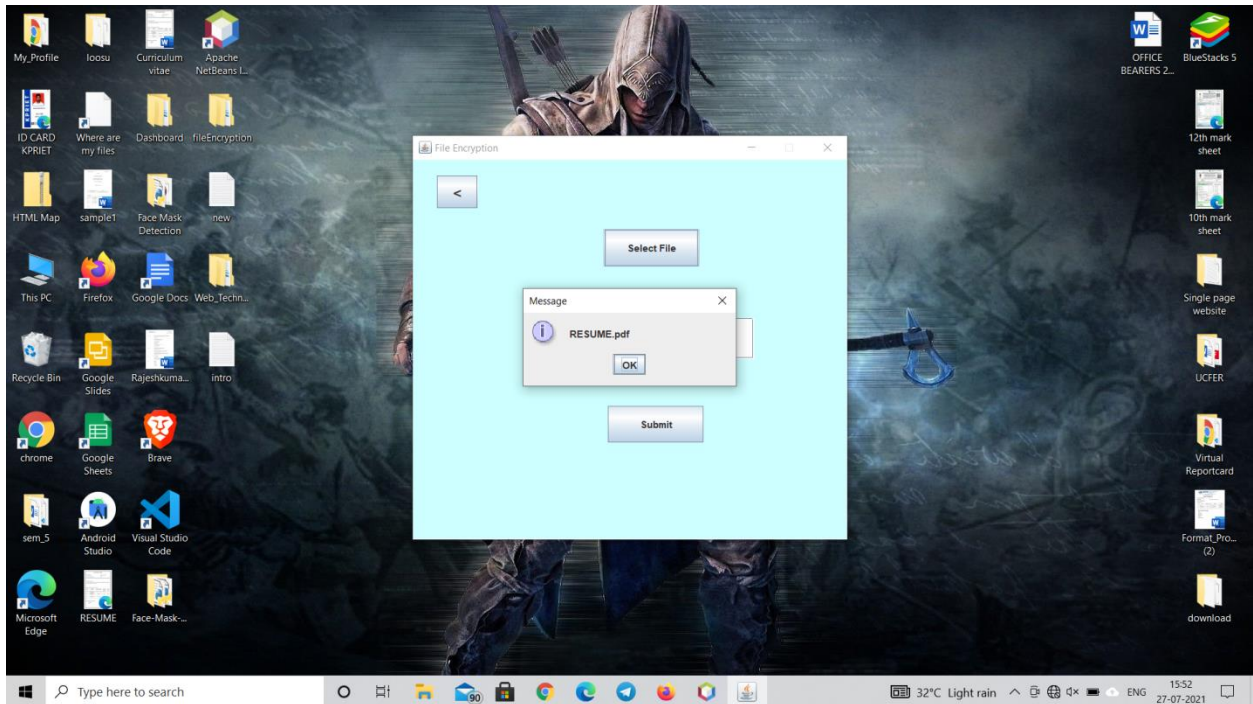 My_Profile
loosu
Curriculum
vitae
Apache
NetBeans I...
ID CARD
KPRIET
Where are
my files
Dashboard
fileEncryption
HTML Map
sample1
Face Mask
Detection
new
This PC
Firefox
Google Docs
Web_Techn...
Recycle Bin
Google
Slides
Rajeshkuma...
intro
chrome
Google
Sheets
Brave
sem_5
Android
Studio
Visual Studio
Code
Microsoft
Edge
RESUME
Face-Mask-...
File Encryption
<
Select File
Message
RESUME.pdf
OK
Submit
OFFICE
BEARERS 2...
BlueStacks 5
12th mark
sheet
10th mark
sheet
Single page
website
UCFER
Virtual
Reportcard
Format_Pro...
(2)
download
Type here to search
90
32°C Light rain
ENG
15:52
27-07-2021